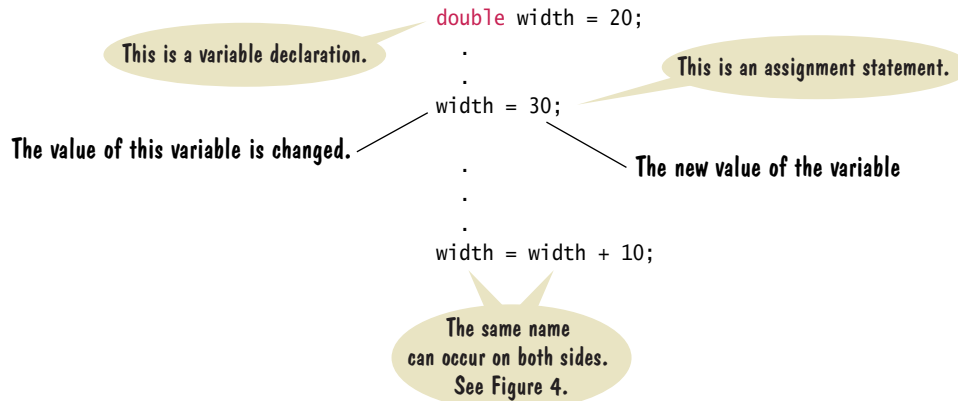 double width = 20;
This is a variable declaration.
.
.
This is an assignment statement.
width = 30;
The value of this variable is changed.
The new value of the variable
.
.
.
width = width + 10;
The same name
can occur on both sides.
See Figure 4.